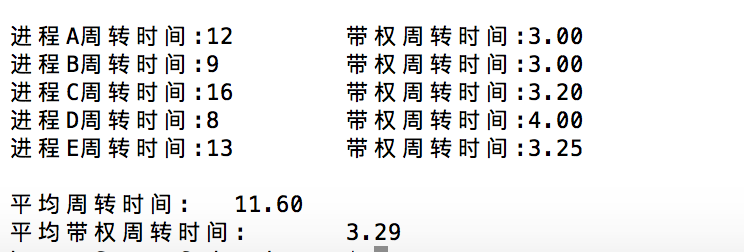 进程A周转时间:12 带权周转时间:3.00
进程B周转时间:9 带权周转时间:3.00
进程C周转时间:16 带权周转时间:3.20
进程D周转时间:8 带权周转时间:4.00
进程E周转时间:13 带权周转时间:3.25
平均周转时间: 11.60
平均带权周转时间: 3.29